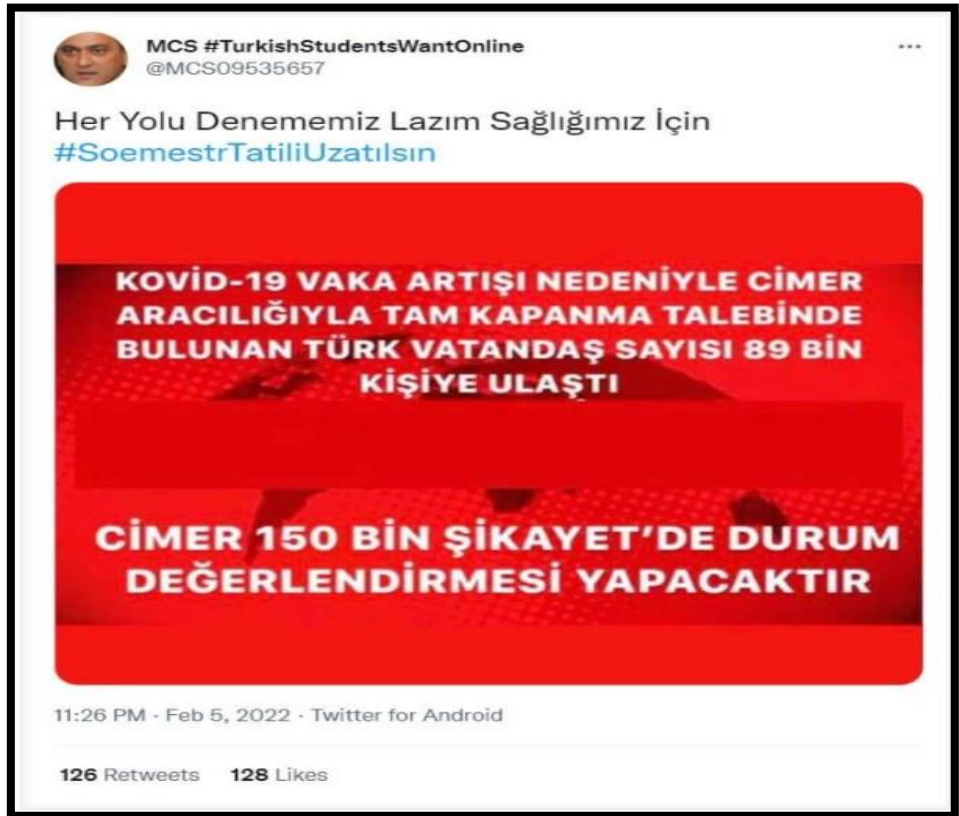 MCS #TurkishStudentsWantOnline
@MCS09535657
Her Yolu Denememiz Lazım Sağlığımız İçin
#SoemestrTatiliUzatılsın
KOVİD-19 VAKA ARTIŞI NEDENİYLE CİMER
ARACILIĞIYLA TAM KAPANMA TALEBİNDE
BULUNAN TÜRK VATANDAŞ SAYISI 89 BİN
KİŞİYE ULAŞTI
CİMER 150 BİN ŞİKAYET'DE DURUM
DEĞERLENDİRMESİ YAPACAKTIR
11:26 PM · Feb 5, 2022 · Twitter for Android
126 Retweets 128 Likes